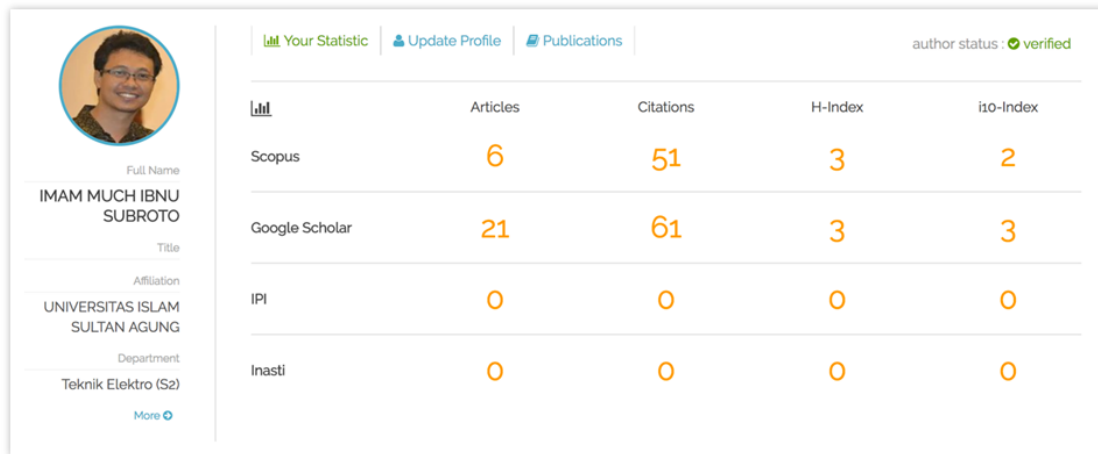 Your Statistic Update Profile Publications author status : verified
Full Name
IMAM MUCH IBNU
SUBROTO
Title
Affiliation
UNIVERSITAS ISLAM
SULTAN AGUNG
Department
Teknik Elektro (S2)
More
Articles Citations H-Index i10-Index
Scopus 6 51 3 2
Google Scholar 21 61 3 3
IPI 0 0 0 0
Inasti 0 0 0 0